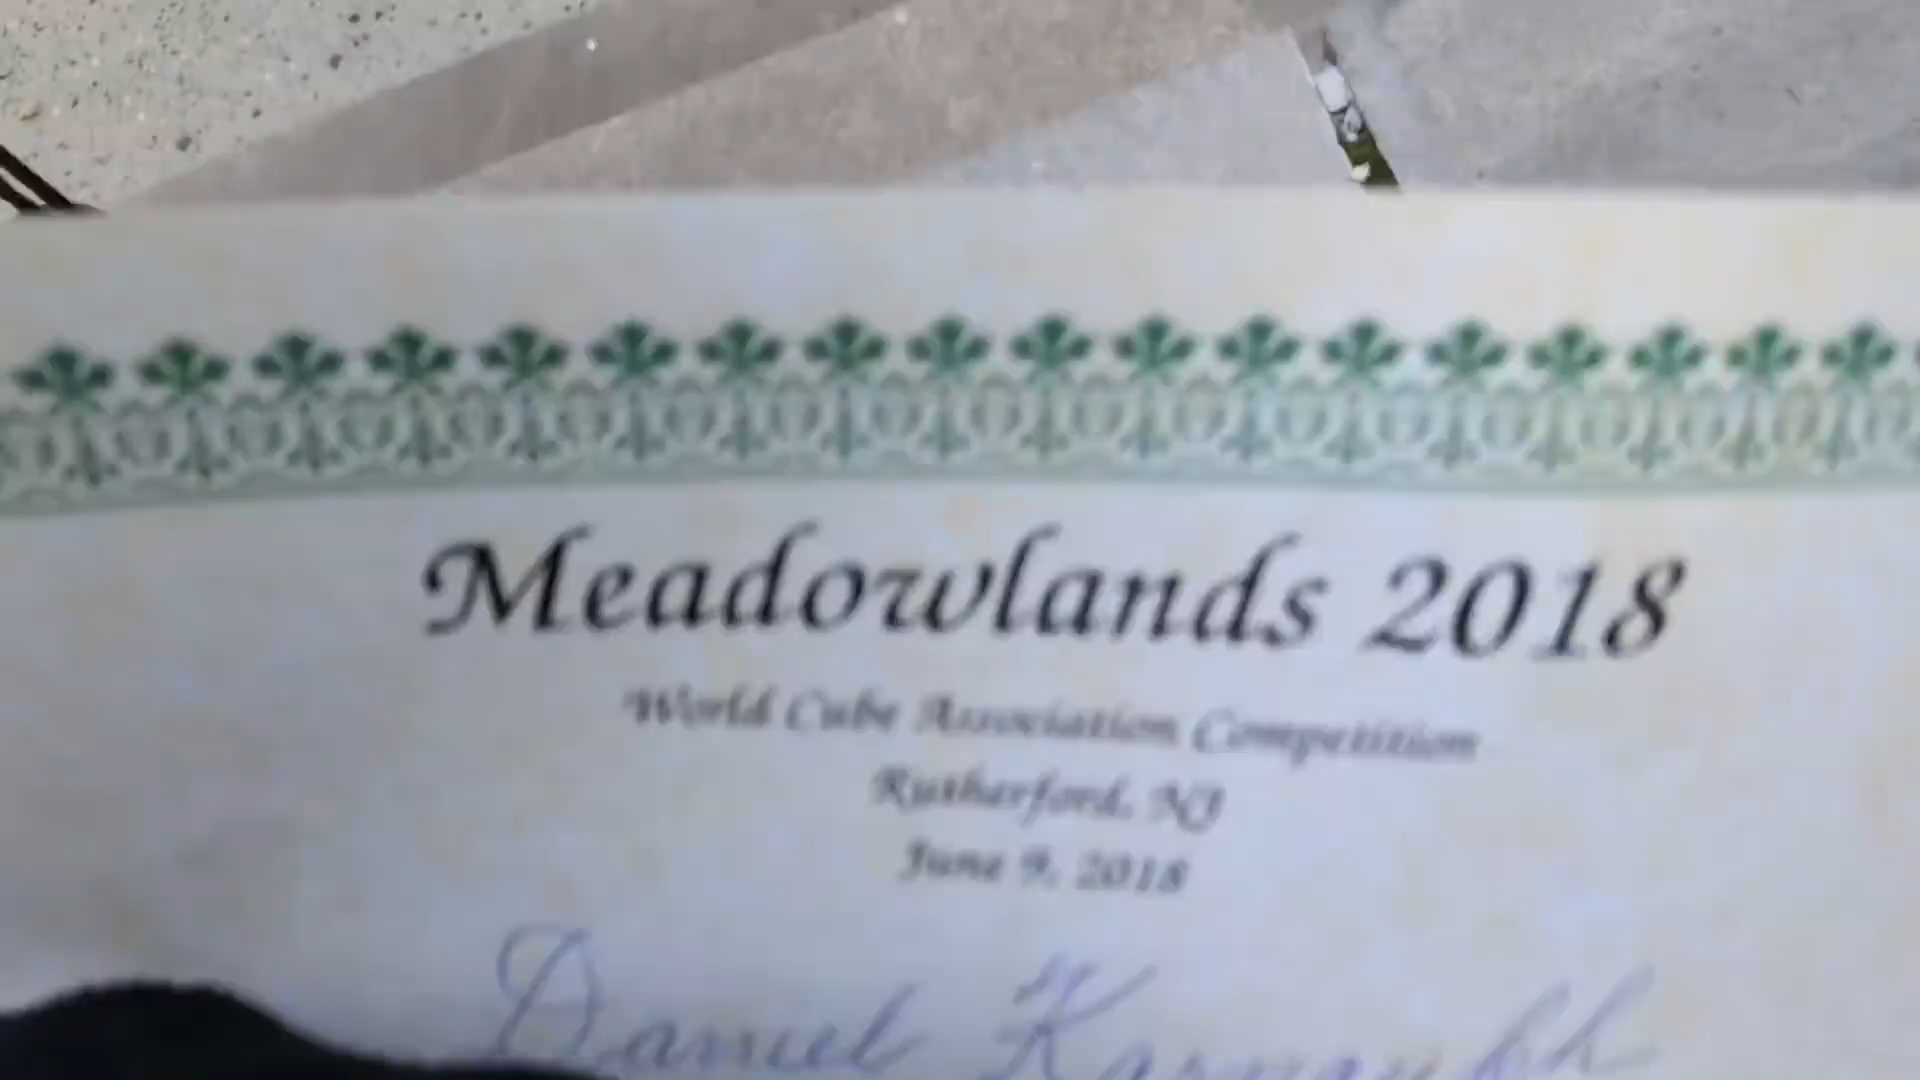 Meadowlands 2018
World Cube Association Competition
Rutherford, NJ
June 9, 2018
Daniel